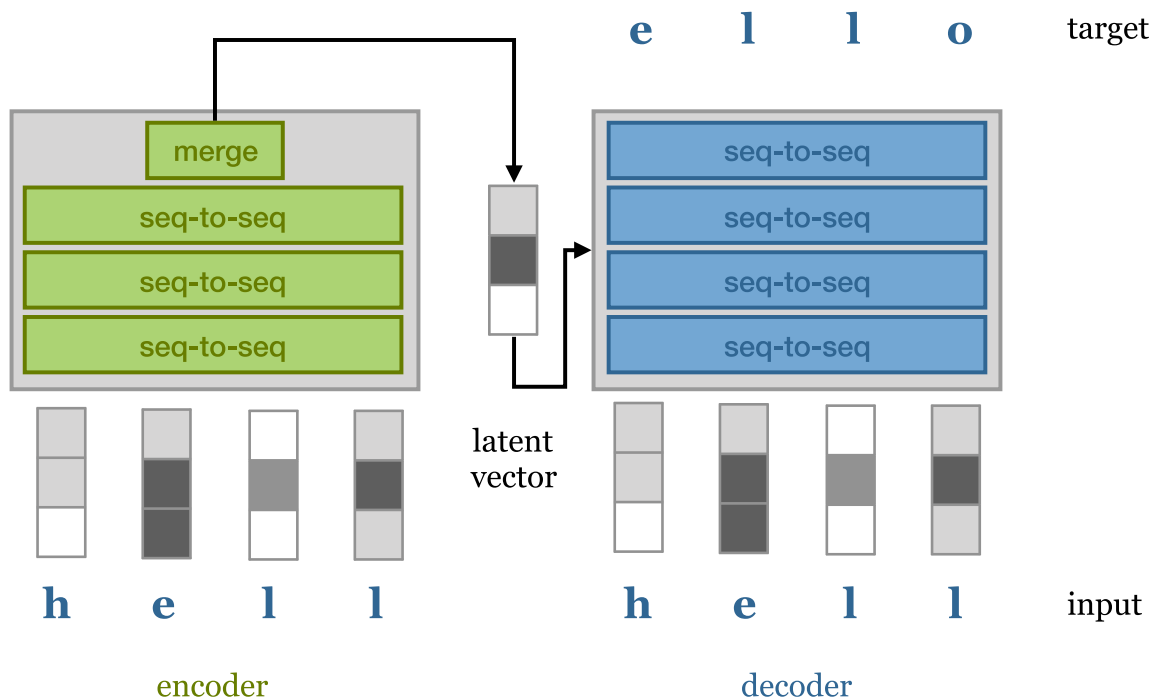 e l l o target
merge
seq-to-seq
seq-to-seq
seq-to-seq
seq-to-seq
seq-to-seq
seq-to-seq
seq-to-seq
latent
vector
h e l l
h e l l input
encoder
decoder